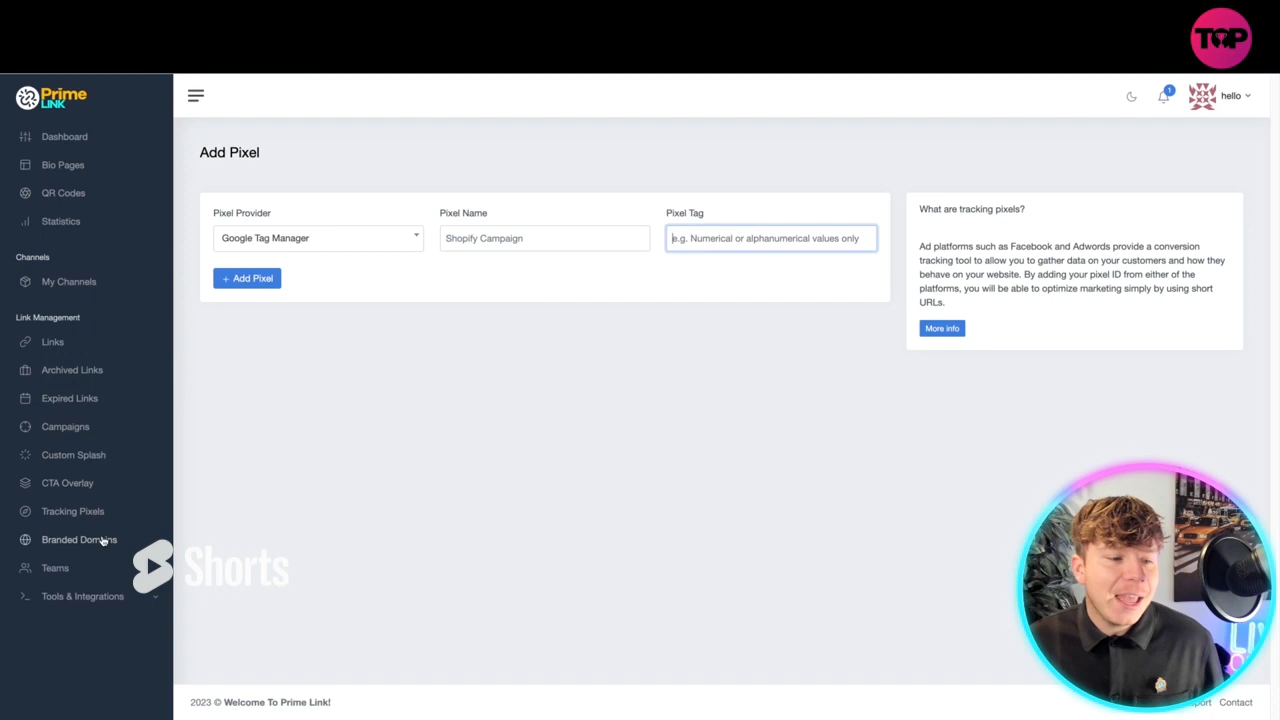 TOP
Prime
LINK
Dashboard
Bio Pages
QR Codes
Statistics
Channels
My Channels
Link Management
Links
Archived Links
Expired Links
Campaigns
Custom Splash
CTA Overlay
Tracking Pixels
Branded Domains
Teams
Tools & Integrations
1
hello
Add Pixel
Pixel Provider
Google Tag Manager
Pixel Name
Shopify Campaign
Pixel Tag
e.g. Numerical or alphanumerical values only
+ Add Pixel
What are tracking pixels?
Ad platforms such as Facebook and Adwords provide a conversion
tracking tool to allow you to gather data on your customers and how they
behave on your website. By adding your pixel ID from either of the
platforms, you will be able to optimize marketing simply by using short
URLs.
More info
Shorts
2023 © Welcome To Prime Link!
Contact